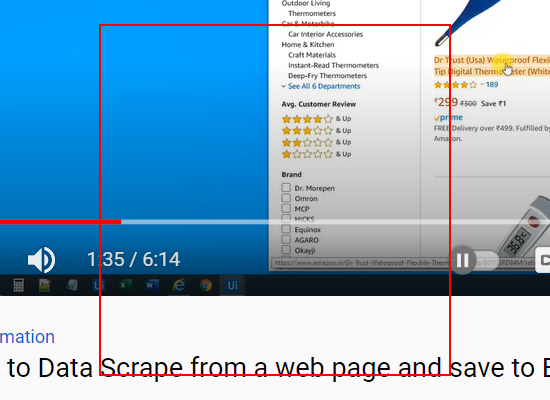 Outdoor Living
Thermometers
Car & Motorbike
Car Interior Accessories
Home & Kitchen
Craft Materials
Instant-Read Thermometers
Deep-Fry Thermometers
See All 6 Departments
Avg. Customer Review
& Up
& Up
& Up
& Up
Brand
Dr. Morepen
Omron
MCP
HICKS
Equinox
AGARO
Okayji
Dr Trust (Usa) Waterproof Flexi
Tip Digital Thermometer (White
189
₹299 ₹300 Save ₹1
prime
FREE Delivery over ₹499. Fulfilled by
Amazon.
https://www.amazon.in/Dr-Trust-Waterproof-Flexible-Ther
1:35 / 6:14
Ui
Ui
mation
to Data Scrape from a web page and save to E